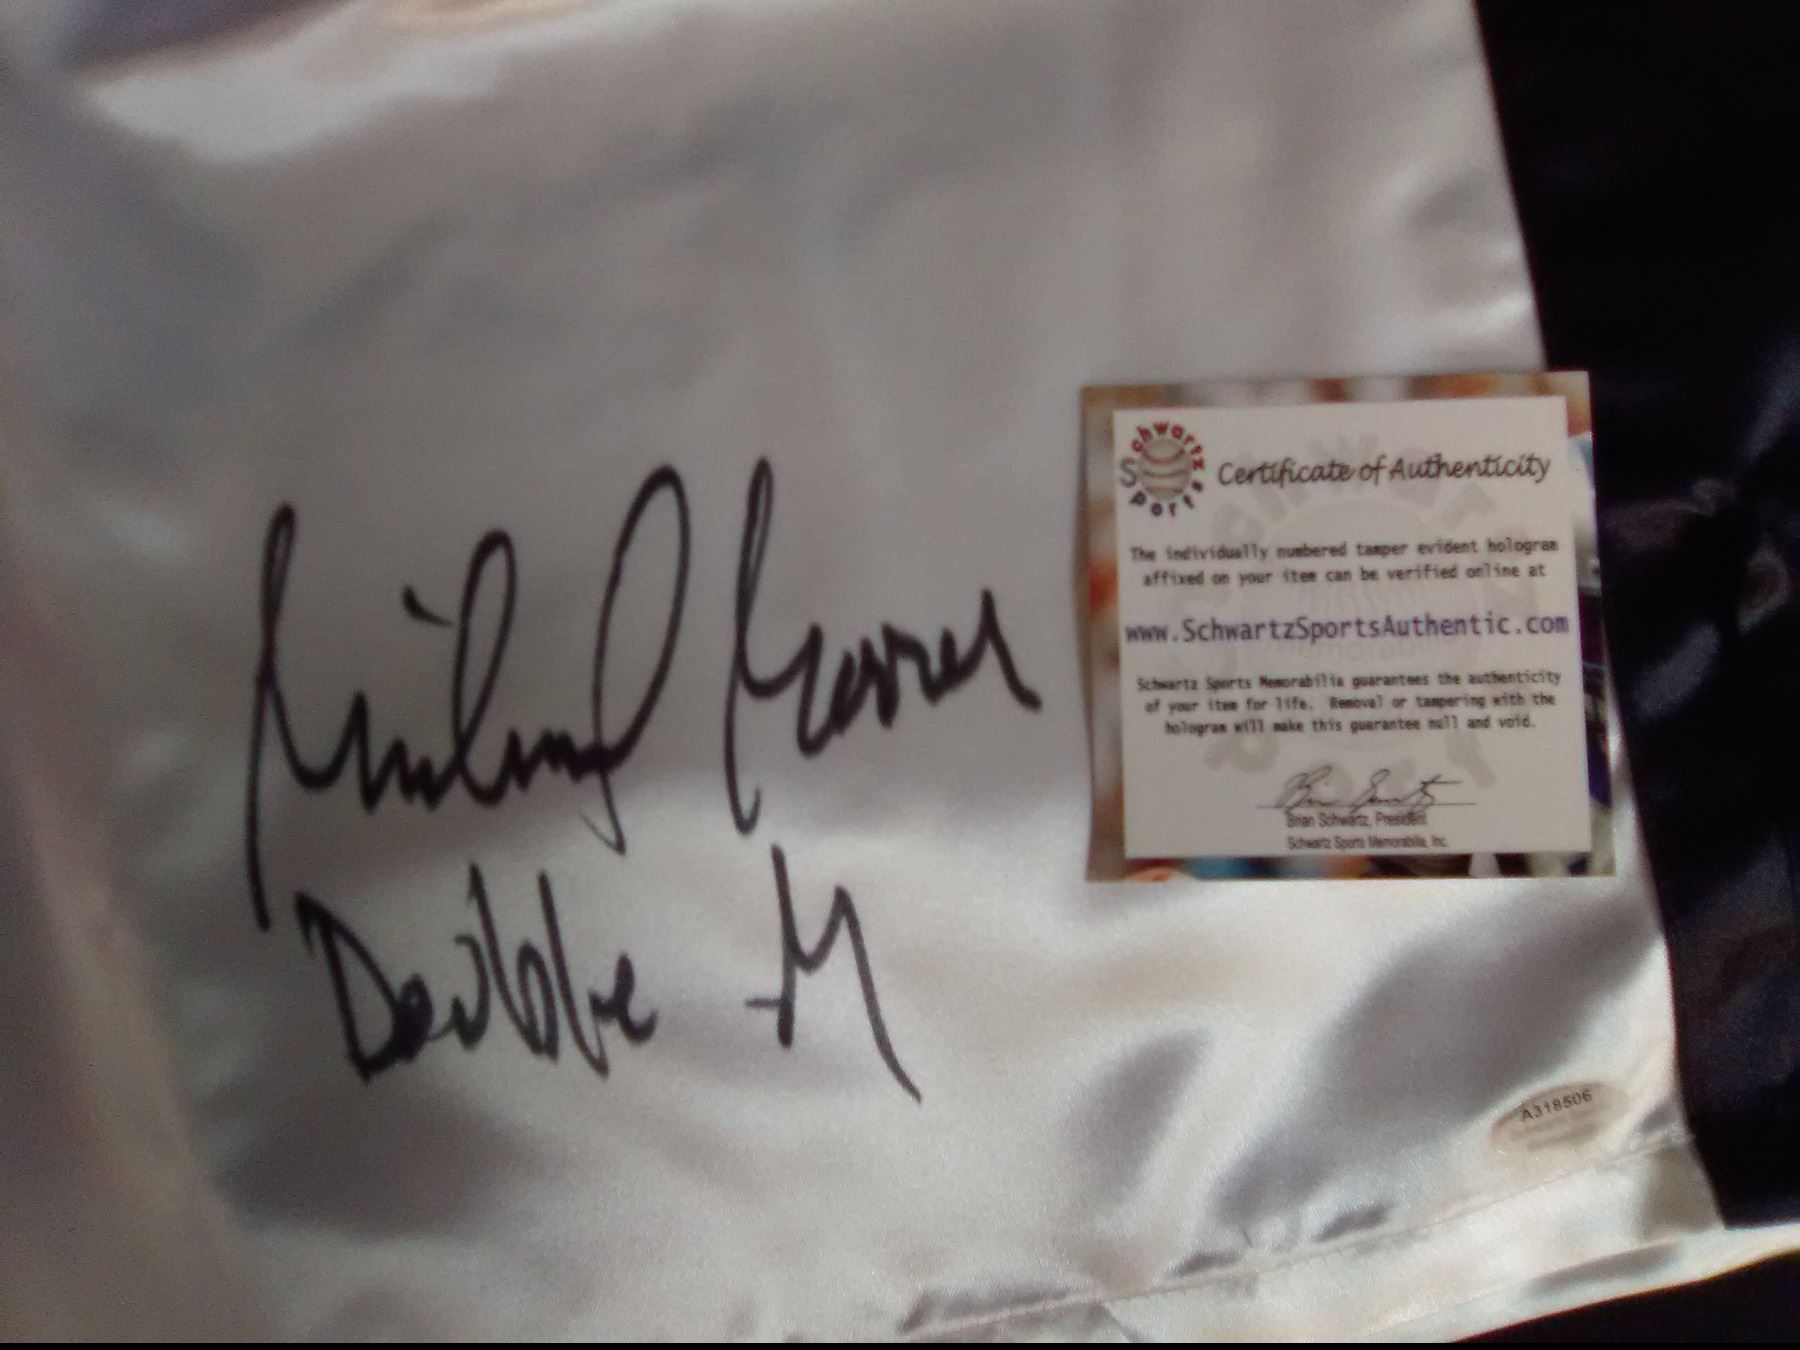 Michael Moorer
Double M
Schwartz Sports
Certificate of Authenticity
The individually numbered tamper evident hologram
affixed on your item can be verified online at
www.SchwartzSportsAuthentic.com
Schwartz Sports Memorabilia guarantees the authenticity
of your item for life. Removal or tampering with the
hologram will make this guarantee null and void.
Brian Schwartz, President
Schwartz Sports Memorabilia, Inc.
A318506